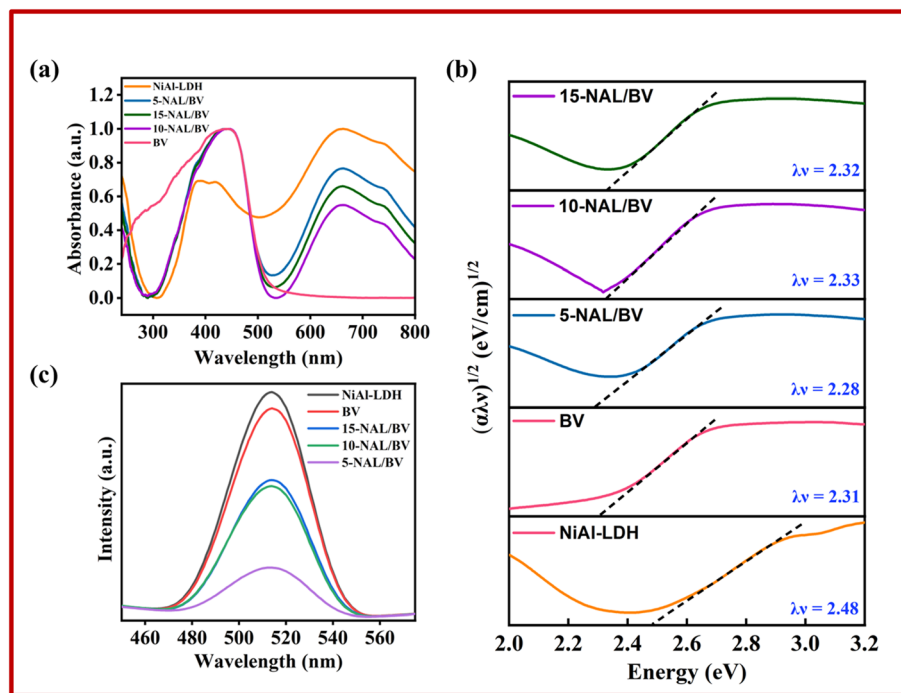 (a)
NiAl-LDH
5-NAL/BV
15-NAL/BV
10-NAL/BV
BV
1.2
1.0
0.8
0.6
0.4
0.2
0.0
Absorbance (a.u.)
300 400 500 600 700 800
Wavelength (nm)
(c)
NiAl-LDH
BV
15-NAL/BV
10-NAL/BV
5-NAL/BV
Intensity (a.u.)
460 480 500 520 540 560
Wavelength (nm)
(b)
15-NAL/BV
λν = 2.32
10-NAL/BV
λν = 2.33
5-NAL/BV
λν = 2.28
BV
λν = 2.31
NiAl-LDH
λν = 2.48
(αλν)1/2 (eV/cm)1/2
2.0 2.2 2.4 2.6 2.8 3.0 3.2
Energy (eV)